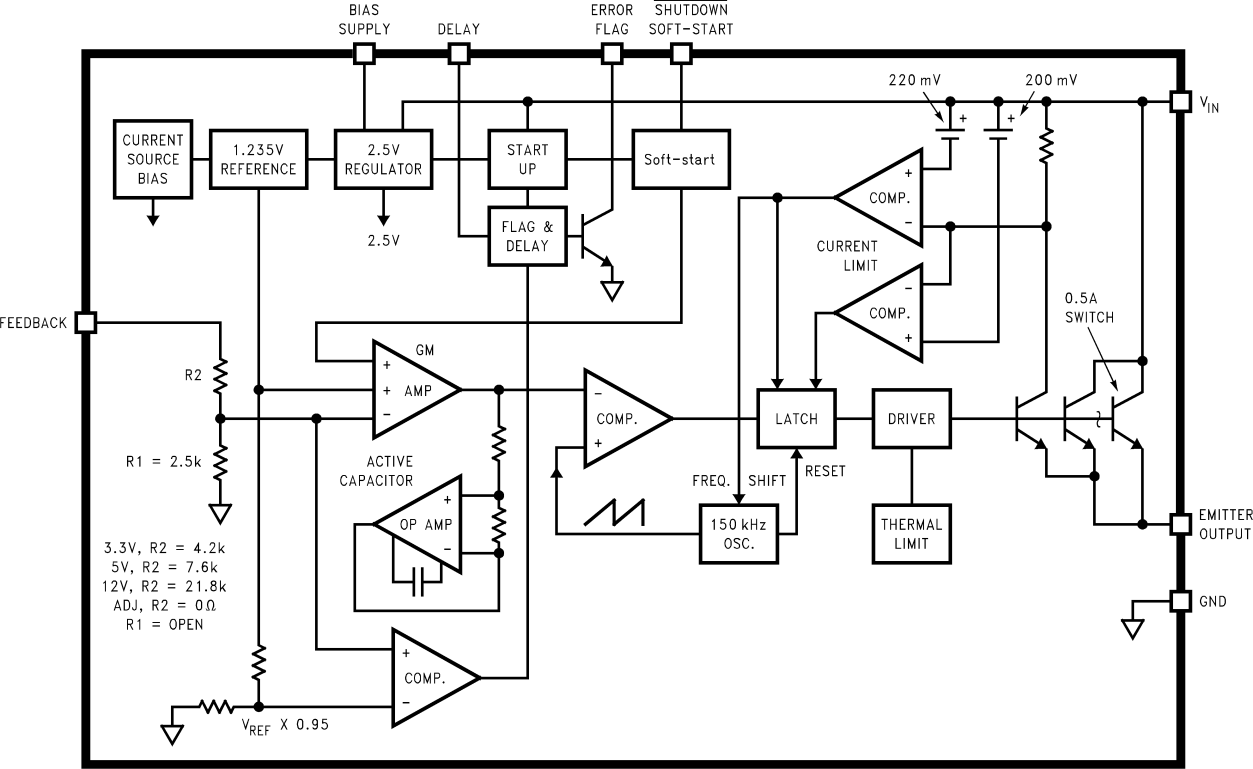 BIAS
SUPPLY
DELAY
ERROR
FLAG
SHUTDOWN
SOFT-START
220 mV
200 mV
VIN
+
+
CURRENT
SOURCE
BIAS
1.235V
REFERENCE
2.5V
REGULATOR
START
UP
Soft-start
+
COMP.
−
2.5V
FLAG &
DELAY
CURRENT
LIMIT
−
COMP.
+
0.5A
SWITCH
FEEDBACK
R2
GM
+
+ AMP
−
−
COMP.
+
LATCH
DRIVER
R1 = 2.5k
ACTIVE
CAPACITOR
+
OP AMP
−
FREQ. SHIFT
RESET
150 kHz
OSC.
THERMAL
LIMIT
EMITTER
OUTPUT
3.3V, R2 = 4.2k
5V, R2 = 7.6k
12V, R2 = 21.8k
ADJ, R2 = 0Ω
R1 = OPEN
GND
+
COMP.
−
VREF X 0.95